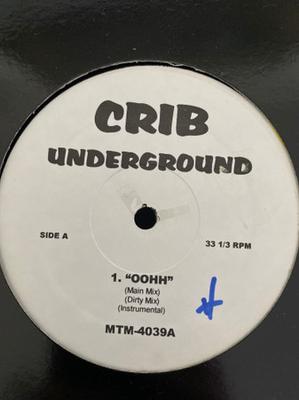 CRIB
UNDERGROUND
SIDE A
33 1/3 RPM
1. "OOHH"
(Main Mix)
(Dirty Mix)
(Instrumental)
MTM-4039A